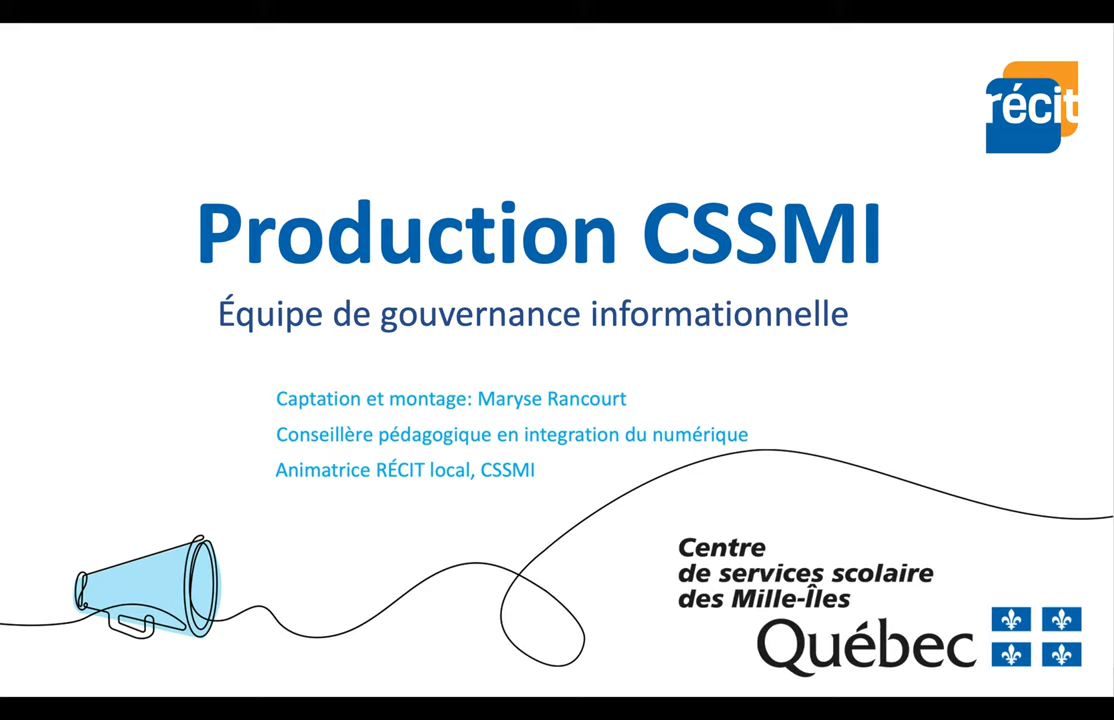 récit
Production CSSMI
Équipe de gouvernance informationnelle
Captation et montage: Maryse Rancourt
Conseillère pédagogique en integration du numérique
Animatrice RÉCIT local, CSSMI
Centre
de services scolaire
des Mille-Îles
Québec